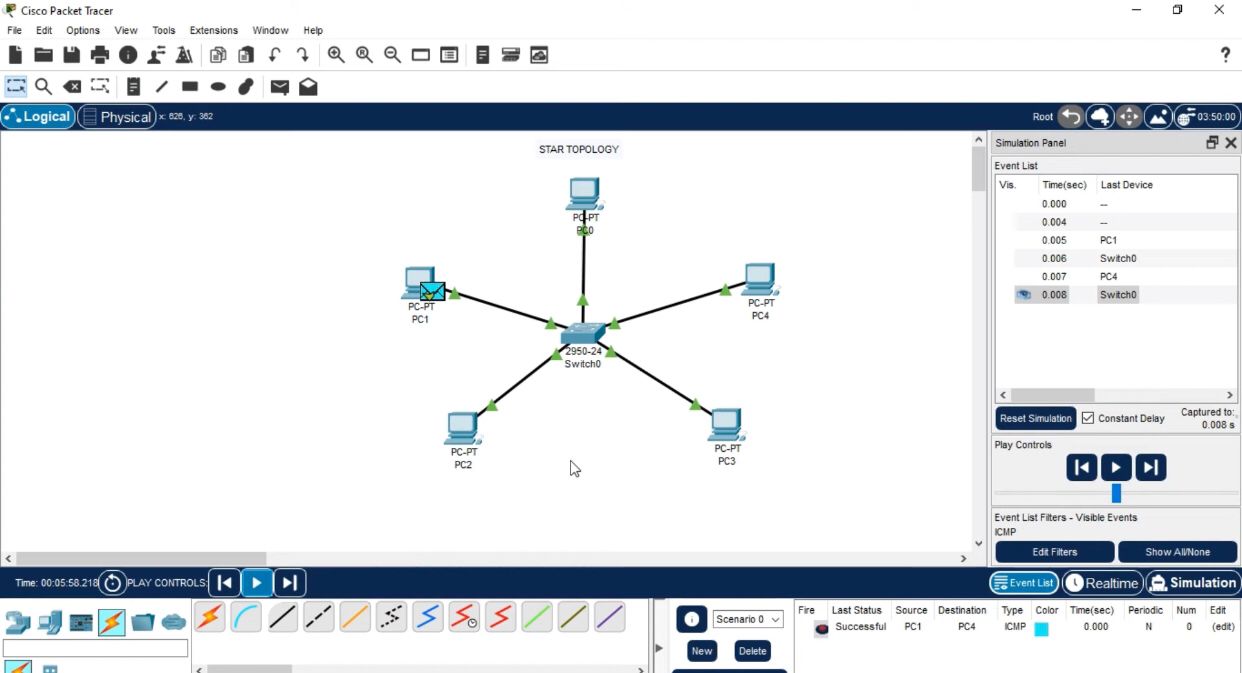 Cisco Packet Tracer
File Edit Options View Tools Extensions Window Help
Logical Physical x: 828, y: 362 Root 03:50:00
STAR TOPOLOGY
PC-PT
PC0
PC-PT
PC1
PC-PT
PC4
2950-24
Switch0
PC-PT
PC2
PC-PT
PC3
Simulation Panel
Event List
Vis. Time(sec) Last Device
0.000 --
0.004 --
0.005 PC1
0.006 Switch0
0.007 PC4
0.008 Switch0
Reset Simulation Constant Delay Captured to:
0.008 s
Play Controls
Event List Filters - Visible Events
ICMP
Edit Filters Show All/None
Time: 00:05:58.218 PLAY CONTROLS: Event List Realtime Simulation
Scenario 0
New Delete
Fire Last Status Source Destination Type Color Time(sec) Periodic Num Edit
Successful PC1 PC4 ICMP 0.000 N 0 (edit)